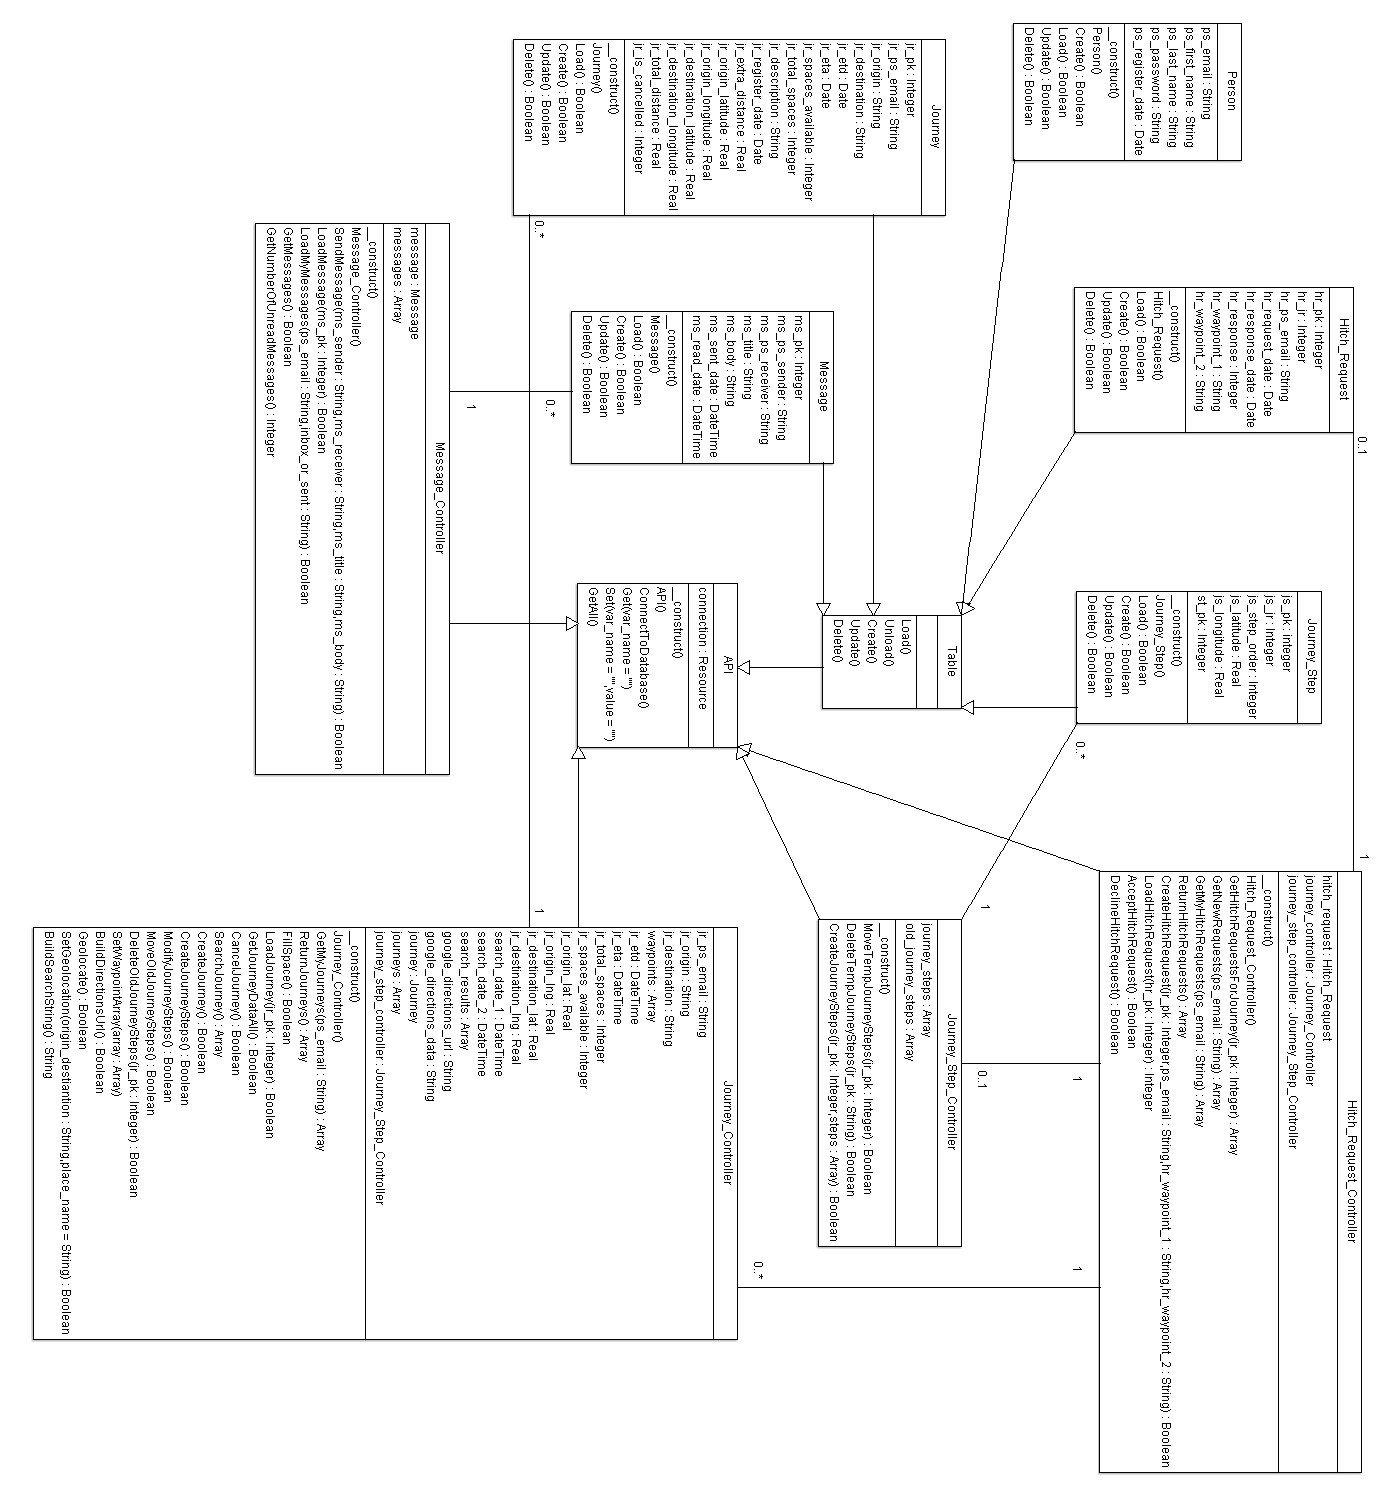 Person
ps_email : String
ps_first_name : String
ps_last_name : String
ps_password : String
ps_register_date : Date
__construct()
Person()
Create() : Boolean
Load() : Boolean
Update() : Boolean
Delete() : Boolean
Journey
jr_pk : Integer
jr_ps_email : String
jr_origin : String
jr_destination : String
jr_etd : Date
jr_eta : Date
jr_spaces_available : Integer
jr_total_spaces : Integer
jr_description : String
jr_register_date : Date
jr_extra_distance : Real
jr_origin_latitude : Real
jr_origin_longitude : Real
jr_destination_latitude : Real
jr_destination_longitude : Real
jr_total_distance : Real
jr_is_cancelled : Integer
__construct()
Journey()
Load() : Boolean
Create() : Boolean
Update() : Boolean
Delete() : Boolean
0..*
Hitch_Request
hr_pk : Integer
hr_jr : Integer
hr_ps_email : String
hr_request_date : Date
hr_response_date : Date
hr_response : Integer
hr_waypoint_1 : String
hr_waypoint_2 : String
__construct()
Hitch_Request()
Load() : Boolean
Create() : Boolean
Update() : Boolean
Delete() : Boolean
0..1
Message
ms_pk : Integer
ms_ps_sender : String
ms_ps_receiver : String
ms_title : String
ms_body : String
ms_sent_date : DateTime
ms_read_date : DateTime
__construct()
Message()
Load() : Boolean
Create() : Boolean
Update() : Boolean
Delete() : Boolean
0..*
1
Message_Controller
message : Message
messages : Array
__construct()
Message_Controller()
SendMessage(ms_sender : String,ms_receiver : String,ms_title : String,ms_body : String) : Boolean
LoadMessage(ms_pk : Integer) : Boolean
LoadMyMessages(ps_email : String,inbox_or_sent : String) : Boolean
GetMessages() : Boolean
GetNumberOfUnreadMessages() : Integer
Journey_Step
js_pk : integer
js_jr : Integer
js_step_order : Integer
js_latitude : Real
js_longitude : Real
st_pk : Integer
__construct()
Journey_Step()
Load() : Boolean
Create() : Boolean
Update() : Boolean
Delete() : Boolean
0..*
Table
Load()
Unload()
Create()
Update()
Delete()
API
connection : Resource
__construct()
API()
ConnectToDatabase()
Get(var_name = "")
Set(var_name = "",value = "")
GetAll()
1
Hitch_Request_Controller
hitch_request : Hitch_Request
journey_controller : Journey_Controller
journey_step_controller : Journey_Step_Controller
__construct()
Hitch_Request_Controller()
GetHitchRequestsForJourney(jr_pk : Integer) : Array
GetNewRequests(ps_email : String) : Array
GetMyHitchRequests(ps_email : String) : Array
ReturnHitchRequests() : Array
CreateHitchRequest(jr_pk : Integer,ps_email : String,hr_waypoint_1 : String,hr_waypoint_2 : String) : Boolean
LoadHitchRequest(hr_pk : Integer) : Integer
AcceptHitchRequest() : Boolean
DeclineHitchRequest() : Boolean
1
Journey_Step_Controller
journey_steps : Array
old_journey_steps : Array
__construct()
MoveTempJourneySteps(jr_pk : Integer) : Boolean
DeleteTempJourneySteps(jr_pk : String) : Boolean
CreateJourneySteps(jr_pk : Integer,steps : Array) : Boolean
1
0..1
1
0..*
1
Journey_Controller
jr_ps_email : String
jr_origin : String
jr_destination : String
waypoints : Array
jr_etd : DateTime
jr_eta : DateTime
jr_total_spaces : Integer
jr_spaces_available : Integer
jr_origin_lat : Real
jr_origin_lng : Real
jr_destination_lat : Real
jr_destination_lng : Real
search_date_1 : DateTime
search_date_2 : DateTime
search_results : Array
google_directions_url : String
google_directions_data : String
journey : Journey
journeys : Array
journey_step_controller : Journey_Step_Controller
__construct()
Journey_Controller()
GetMyJourneys(ps_email : String) : Array
ReturnJourneys() : Array
FillSpace() : Boolean
LoadJourney(jr_pk : Integer) : Boolean
GetJourneyDataAll() : Boolean
CancelJourney() : Boolean
SearchJourney() : Array
CreateJourney() : Boolean
CreateJourneySteps() : Boolean
ModifyJourneySteps() : Boolean
MoveOldJourneySteps() : Boolean
DeleteOldJourneySteps(jr_pk : Integer) : Boolean
SetWaypointArray(array : Array)
BuildDirectionsUrl() : Boolean
Geolocate() : Boolean
SetGeolocation(origin_destiantion : String,place_name = String) : Boolean
BuildSearchString() : String